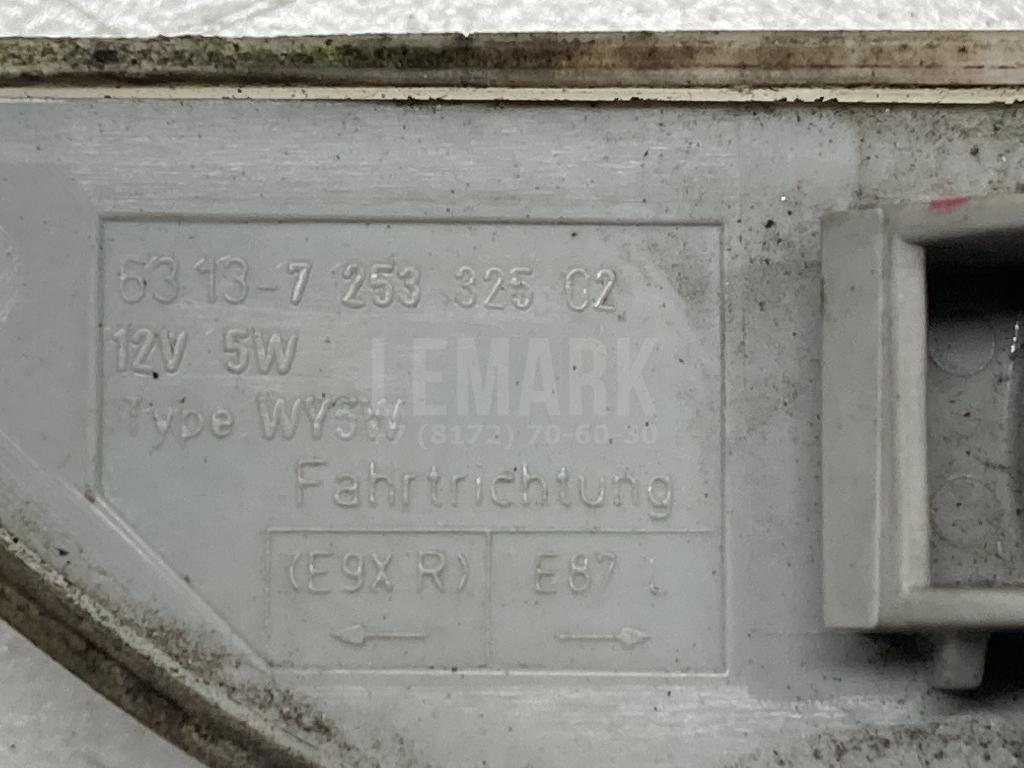 63 13-7 253 325 02
12V 5W
LEMARK
Type WY5W
(8172) 70-60-30
Fahrtrichtung
(E9X R) E87 L
← →